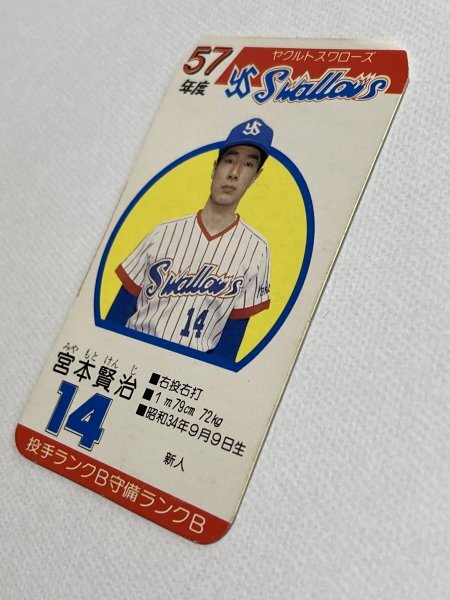 57
年度
ヤクルトスワローズ
YS Swallows
YS
Swallows
14
みや もと けん じ
宮本賢治
14
■右投右打
■1m79cm 72kg
■昭和34年9月9日生
新人
投手ランクB守備ランクB